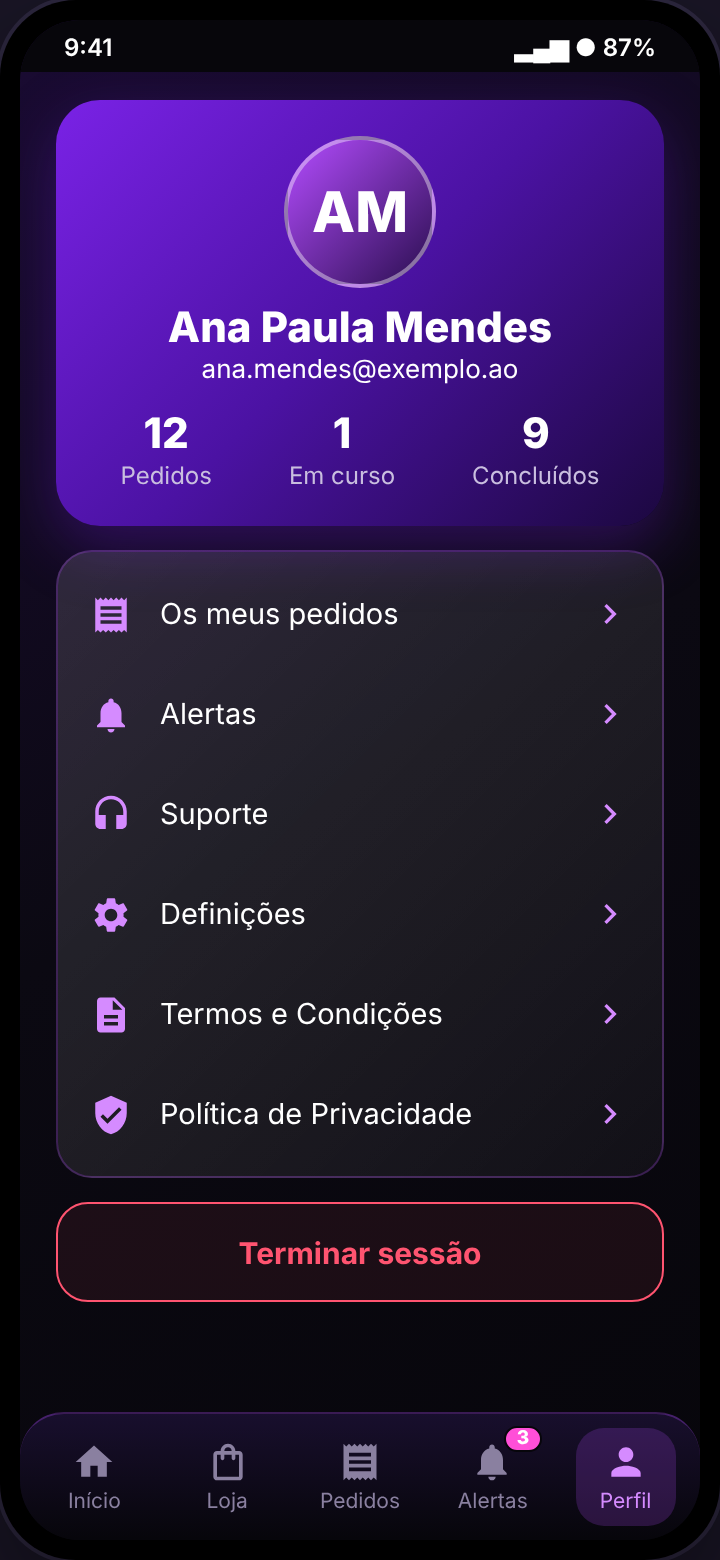 9:41 87%
AM
Ana Paula Mendes
ana.mendes@exemplo.ao
12 1 9
Pedidos Em curso Concluídos
Os meus pedidos
Alertas
Suporte
Definições
Termos e Condições
Política de Privacidade
Terminar sessão
3
Início Loja Pedidos Alertas Perfil